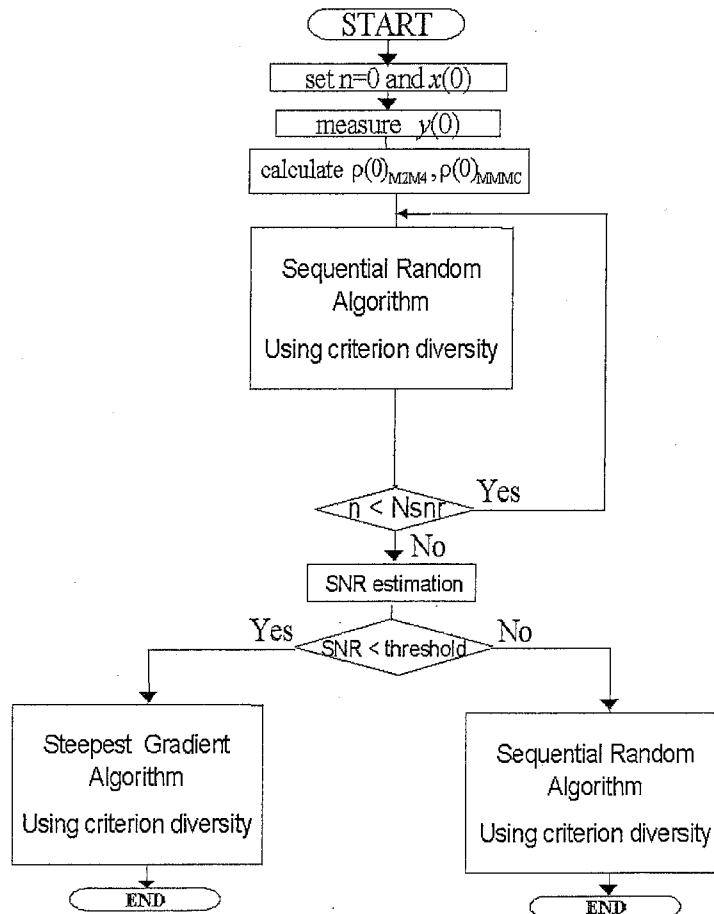 START
set n=0 and x(0)
measure y(0)
calculate ρ(0)M2M4, ρ(0)MMMC
Sequential Random
Algorithm
Using criterion diversity
n < Nsnr
Yes
No
SNR estimation
SNR < threshold
Yes
No
Steepest Gradient
Algorithm
Using criterion diversity
END
Sequential Random
Algorithm
Using criterion diversity
END